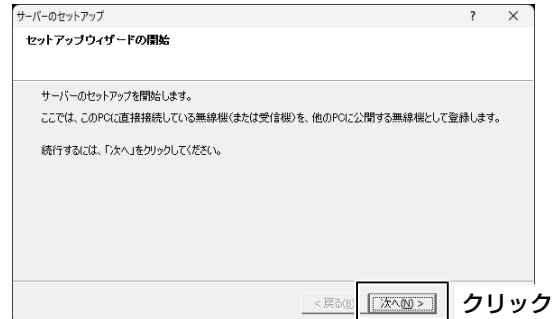 サーバーのセットアップ ? ×
セットアップウィザードの開始
サーバーのセットアップを開始します。
ここでは、このPCに直接接続している無線機(または受信機)を、他のPCに公開する無線機として登録します。
続行するには、「次へ」をクリックしてください。
< 戻る(B) 次へ(N) > クリック